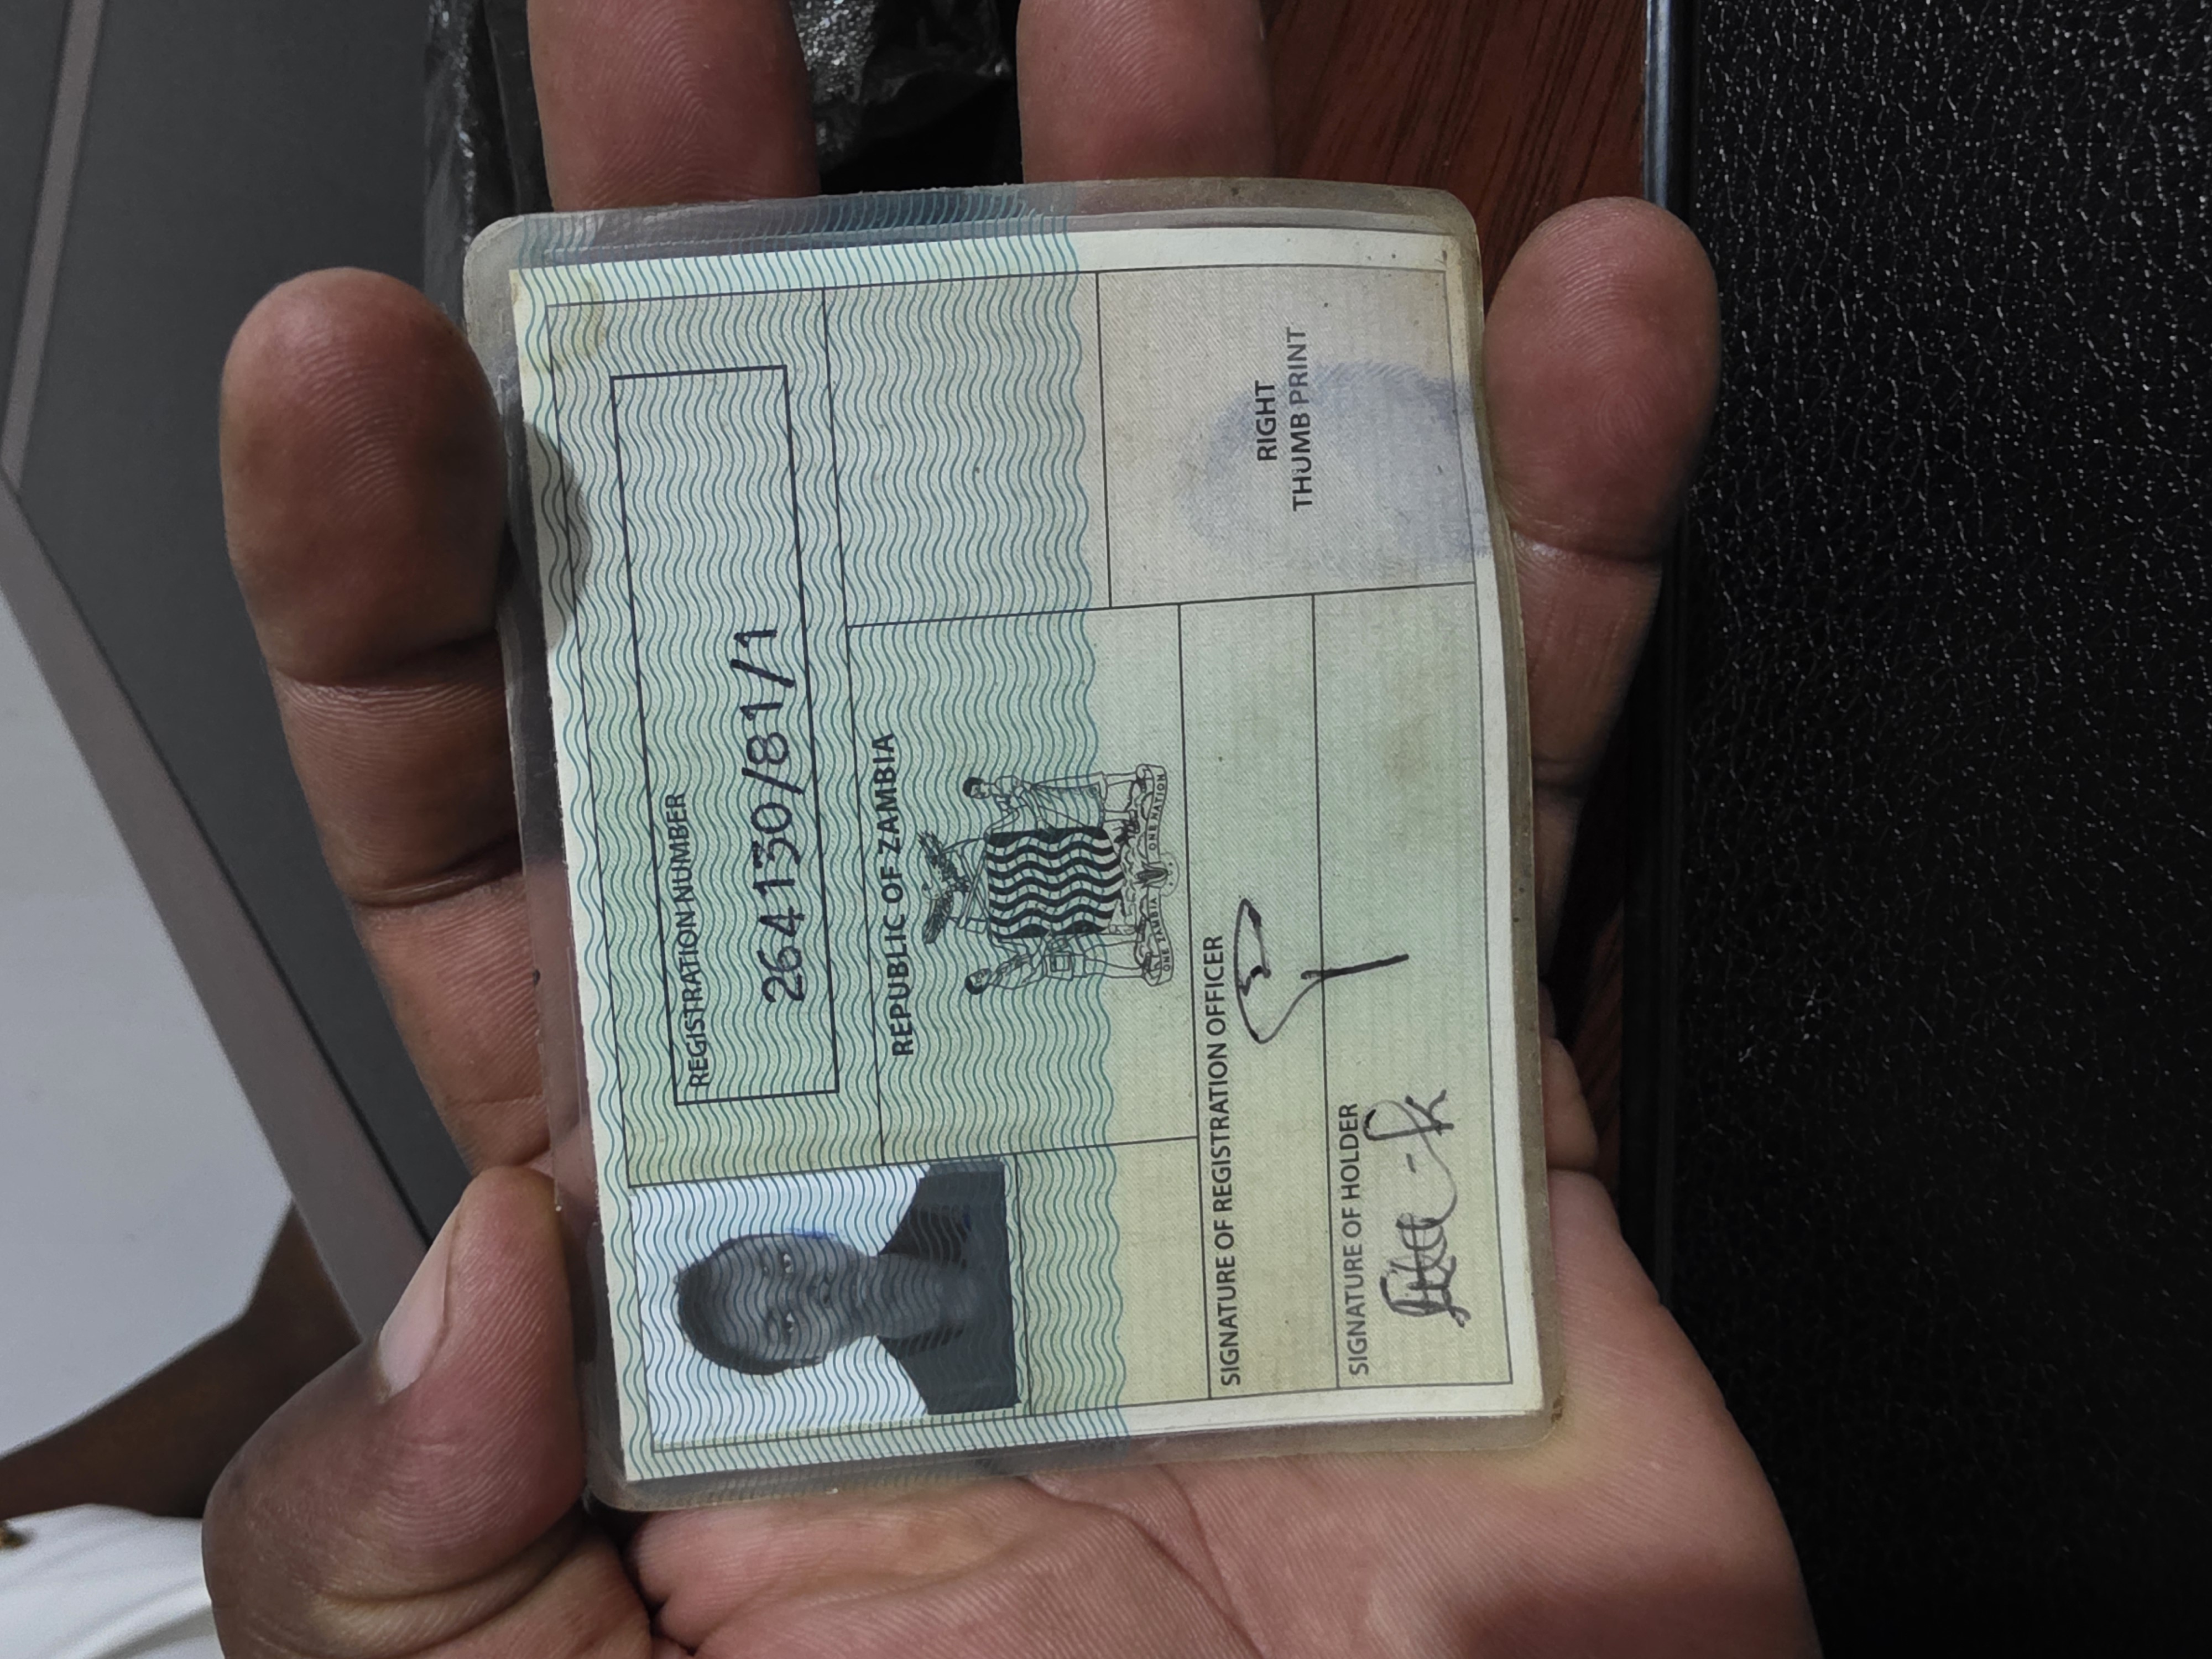 REGISTRATION NUMBER
264130/81/1
REPUBLIC OF ZAMBIA
ONE ZAMBIA ONE NATION
RIGHT
THUMB PRINT
SIGNATURE OF REGISTRATION OFFICER
SIGNATURE OF HOLDER